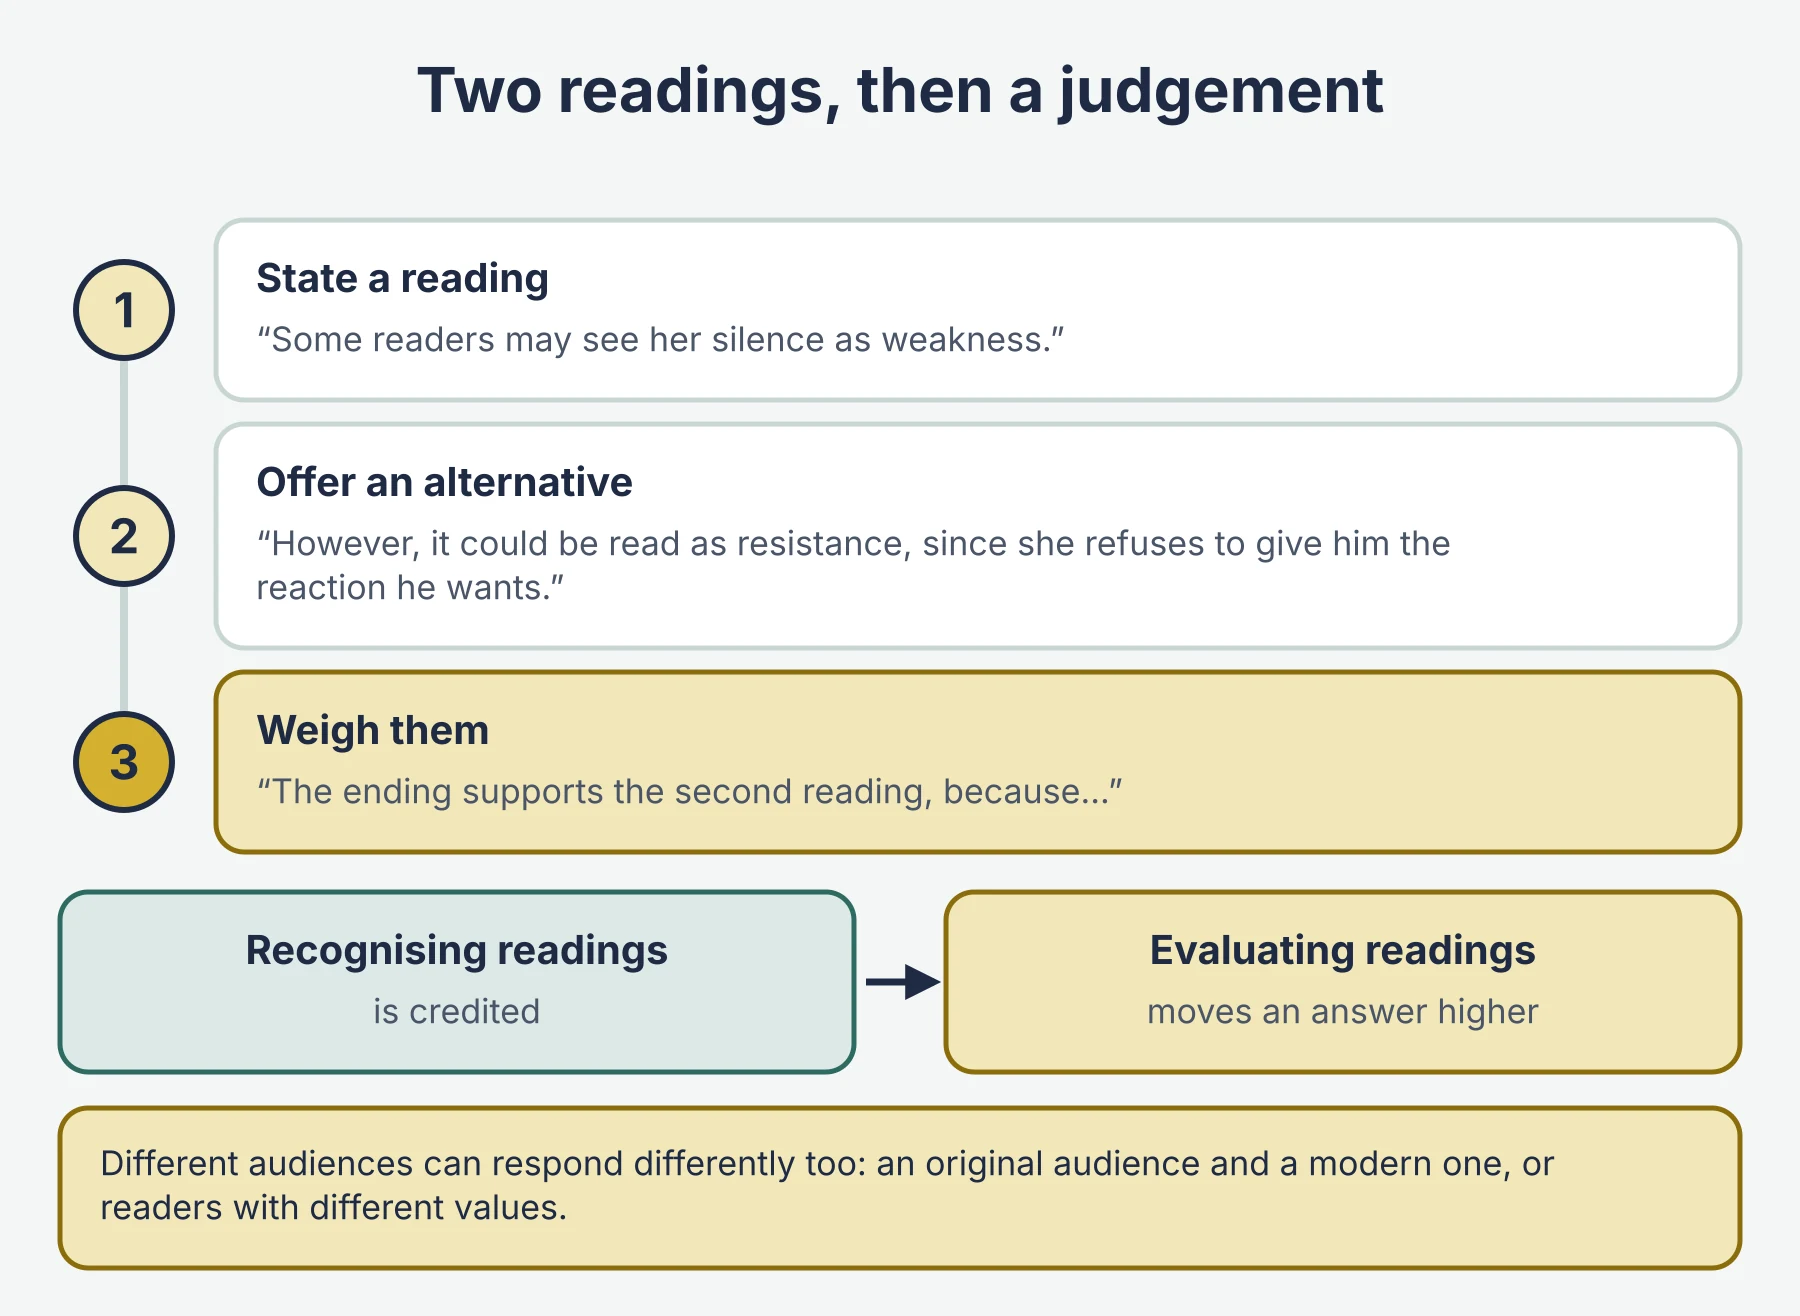 Two readings, then a judgement
1
State a reading
“Some readers may see her silence as weakness.”
2
Offer an alternative
“However, it could be read as resistance, since she refuses to give him the
reaction he wants.”
3
Weigh them
“The ending supports the second reading, because...”
Recognising readings
is credited
Evaluating readings
moves an answer higher
Different audiences can respond differently too: an original audience and a modern one, or
readers with different values.